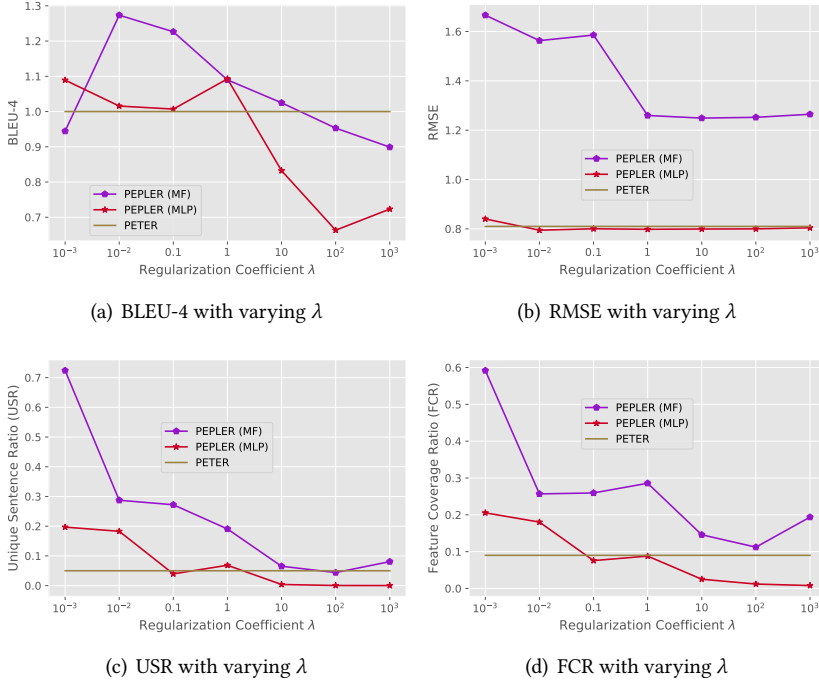 1.3
1.2
1.1
1.0
0.9
0.8
0.7
BLEU-4
PEPLER (MF)
PEPLER (MLP)
PETER
10⁻³ 10⁻² 0.1 1 10 10² 10³
Regularization Coefficient λ
(a) BLEU-4 with varying λ
1.6
1.4
1.2
1.0
0.8
RMSE
PEPLER (MF)
PEPLER (MLP)
PETER
10⁻³ 10⁻² 0.1 1 10 10² 10³
Regularization Coefficient λ
(b) RMSE with varying λ
0.7
0.6
0.5
0.4
0.3
0.2
0.1
0.0
Unique Sentence Ratio (USR)
PEPLER (MF)
PEPLER (MLP)
PETER
10⁻³ 10⁻² 0.1 1 10 10² 10³
Regularization Coefficient λ
(c) USR with varying λ
0.6
0.5
0.4
0.3
0.2
0.1
0.0
Feature Coverage Ratio (FCR)
PEPLER (MF)
PEPLER (MLP)
PETER
10⁻³ 10⁻² 0.1 1 10 10² 10³
Regularization Coefficient λ
(d) FCR with varying λ